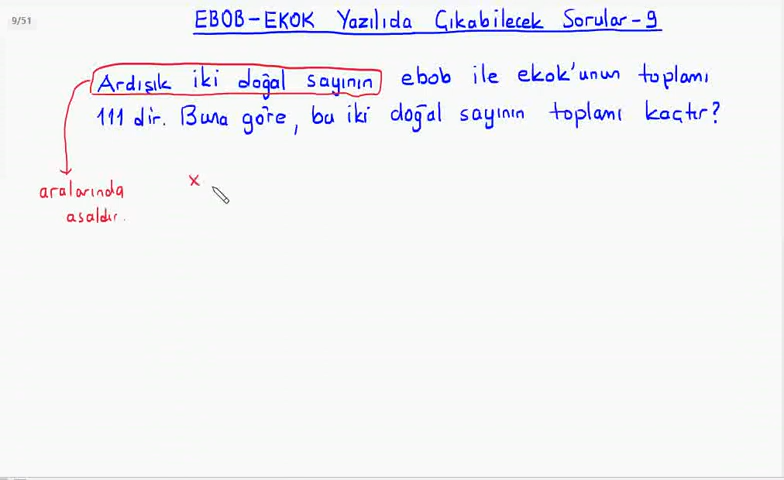 9/51
EBOB-EKOK Yazılıda Çıkabilecek Sorular-9
Ardışık iki doğal sayının ebob ile ekok'unun toplamı
111 dir. Buna göre, bu iki doğal sayının toplamı kaçtır?
aralarında
asaldır.
x